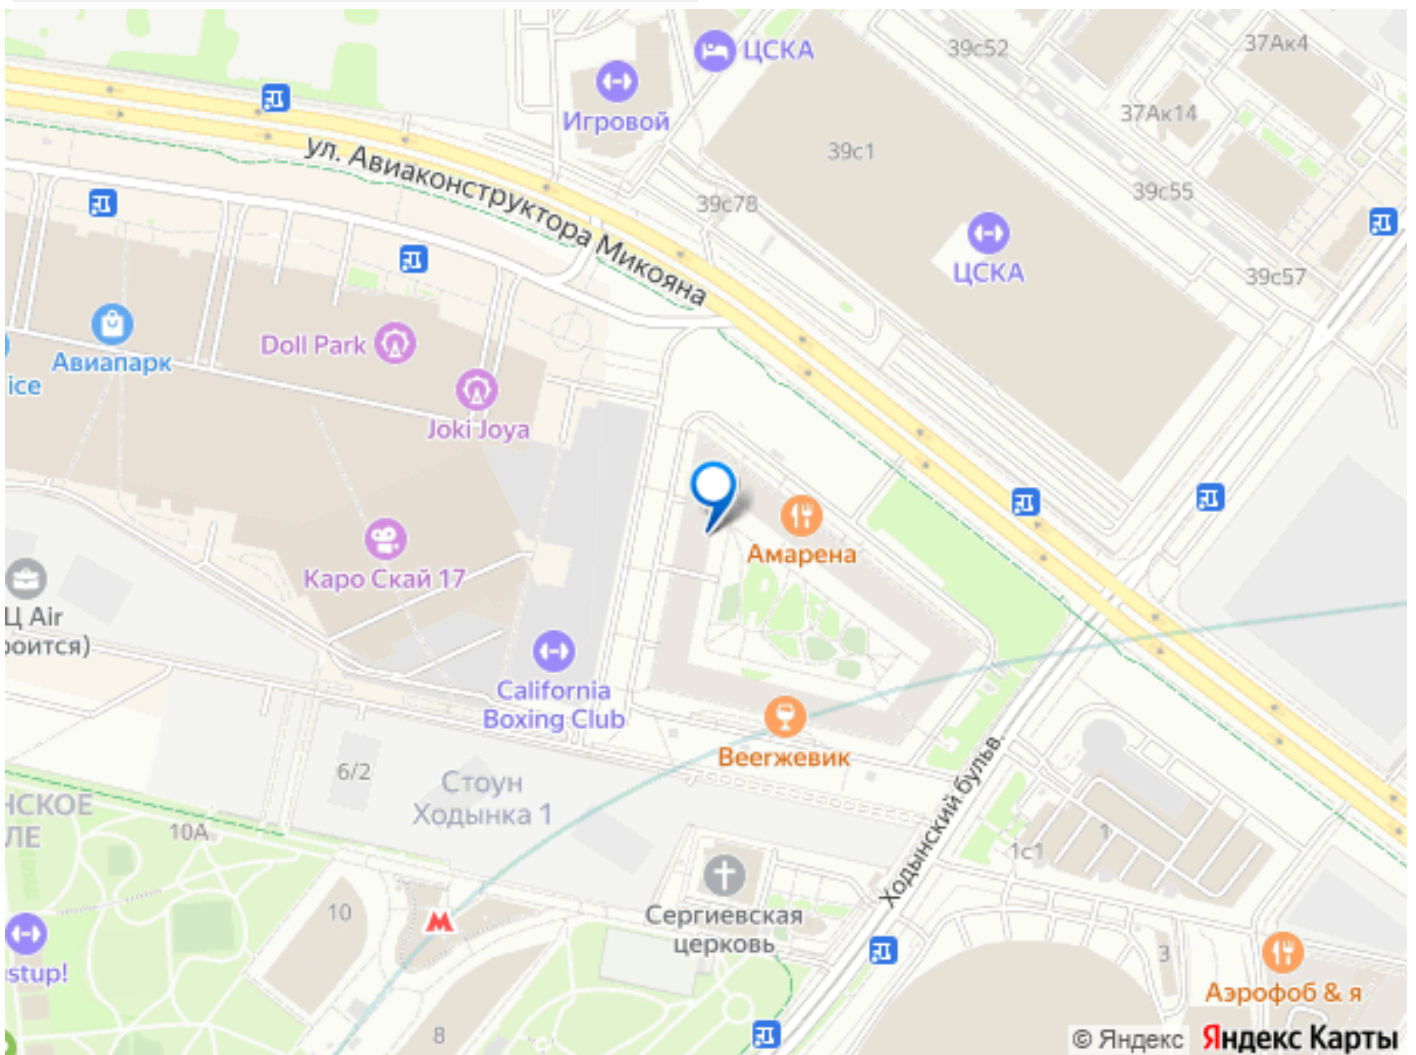 ЦСКА
39с52
37Ак4
Игровой
37Ак14
ул. Авиаконструктора Микояна
39с1
39с55
39с78
ЦСКА
39с57
Doll Park
Авиапарк
ice
Joki Joya
Амарена
Каро Скай 17
Ц Air
роится)
California
Boxing Club
Веегжевик
6/2
Стоун
Ходынка 1
НСКОЕ
ЛЕ
10А
Ходынский бульв.
1
1с1
10
Сергиевская
церковь
stup!
3
Аэрофоб & я
8
© Яндекс Яндекс Карты